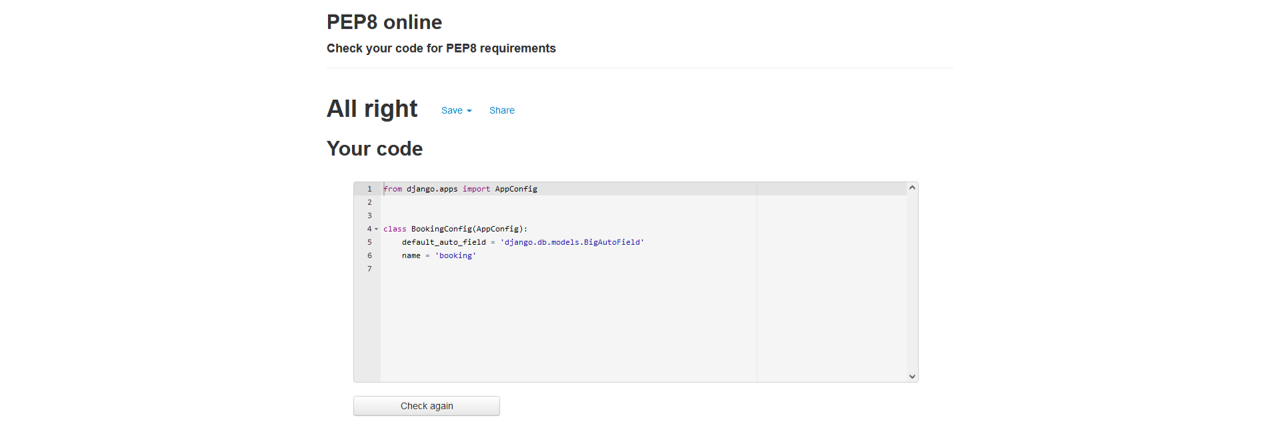 PEP8 online
Check your code for PEP8 requirements
All right Save Share
Your code
1 from django.apps import AppConfig
2
3
4 class BookingConfig(AppConfig):
5     default_auto_field = 'django.db.models.BigAutoField'
6     name = 'booking'
7
Check again